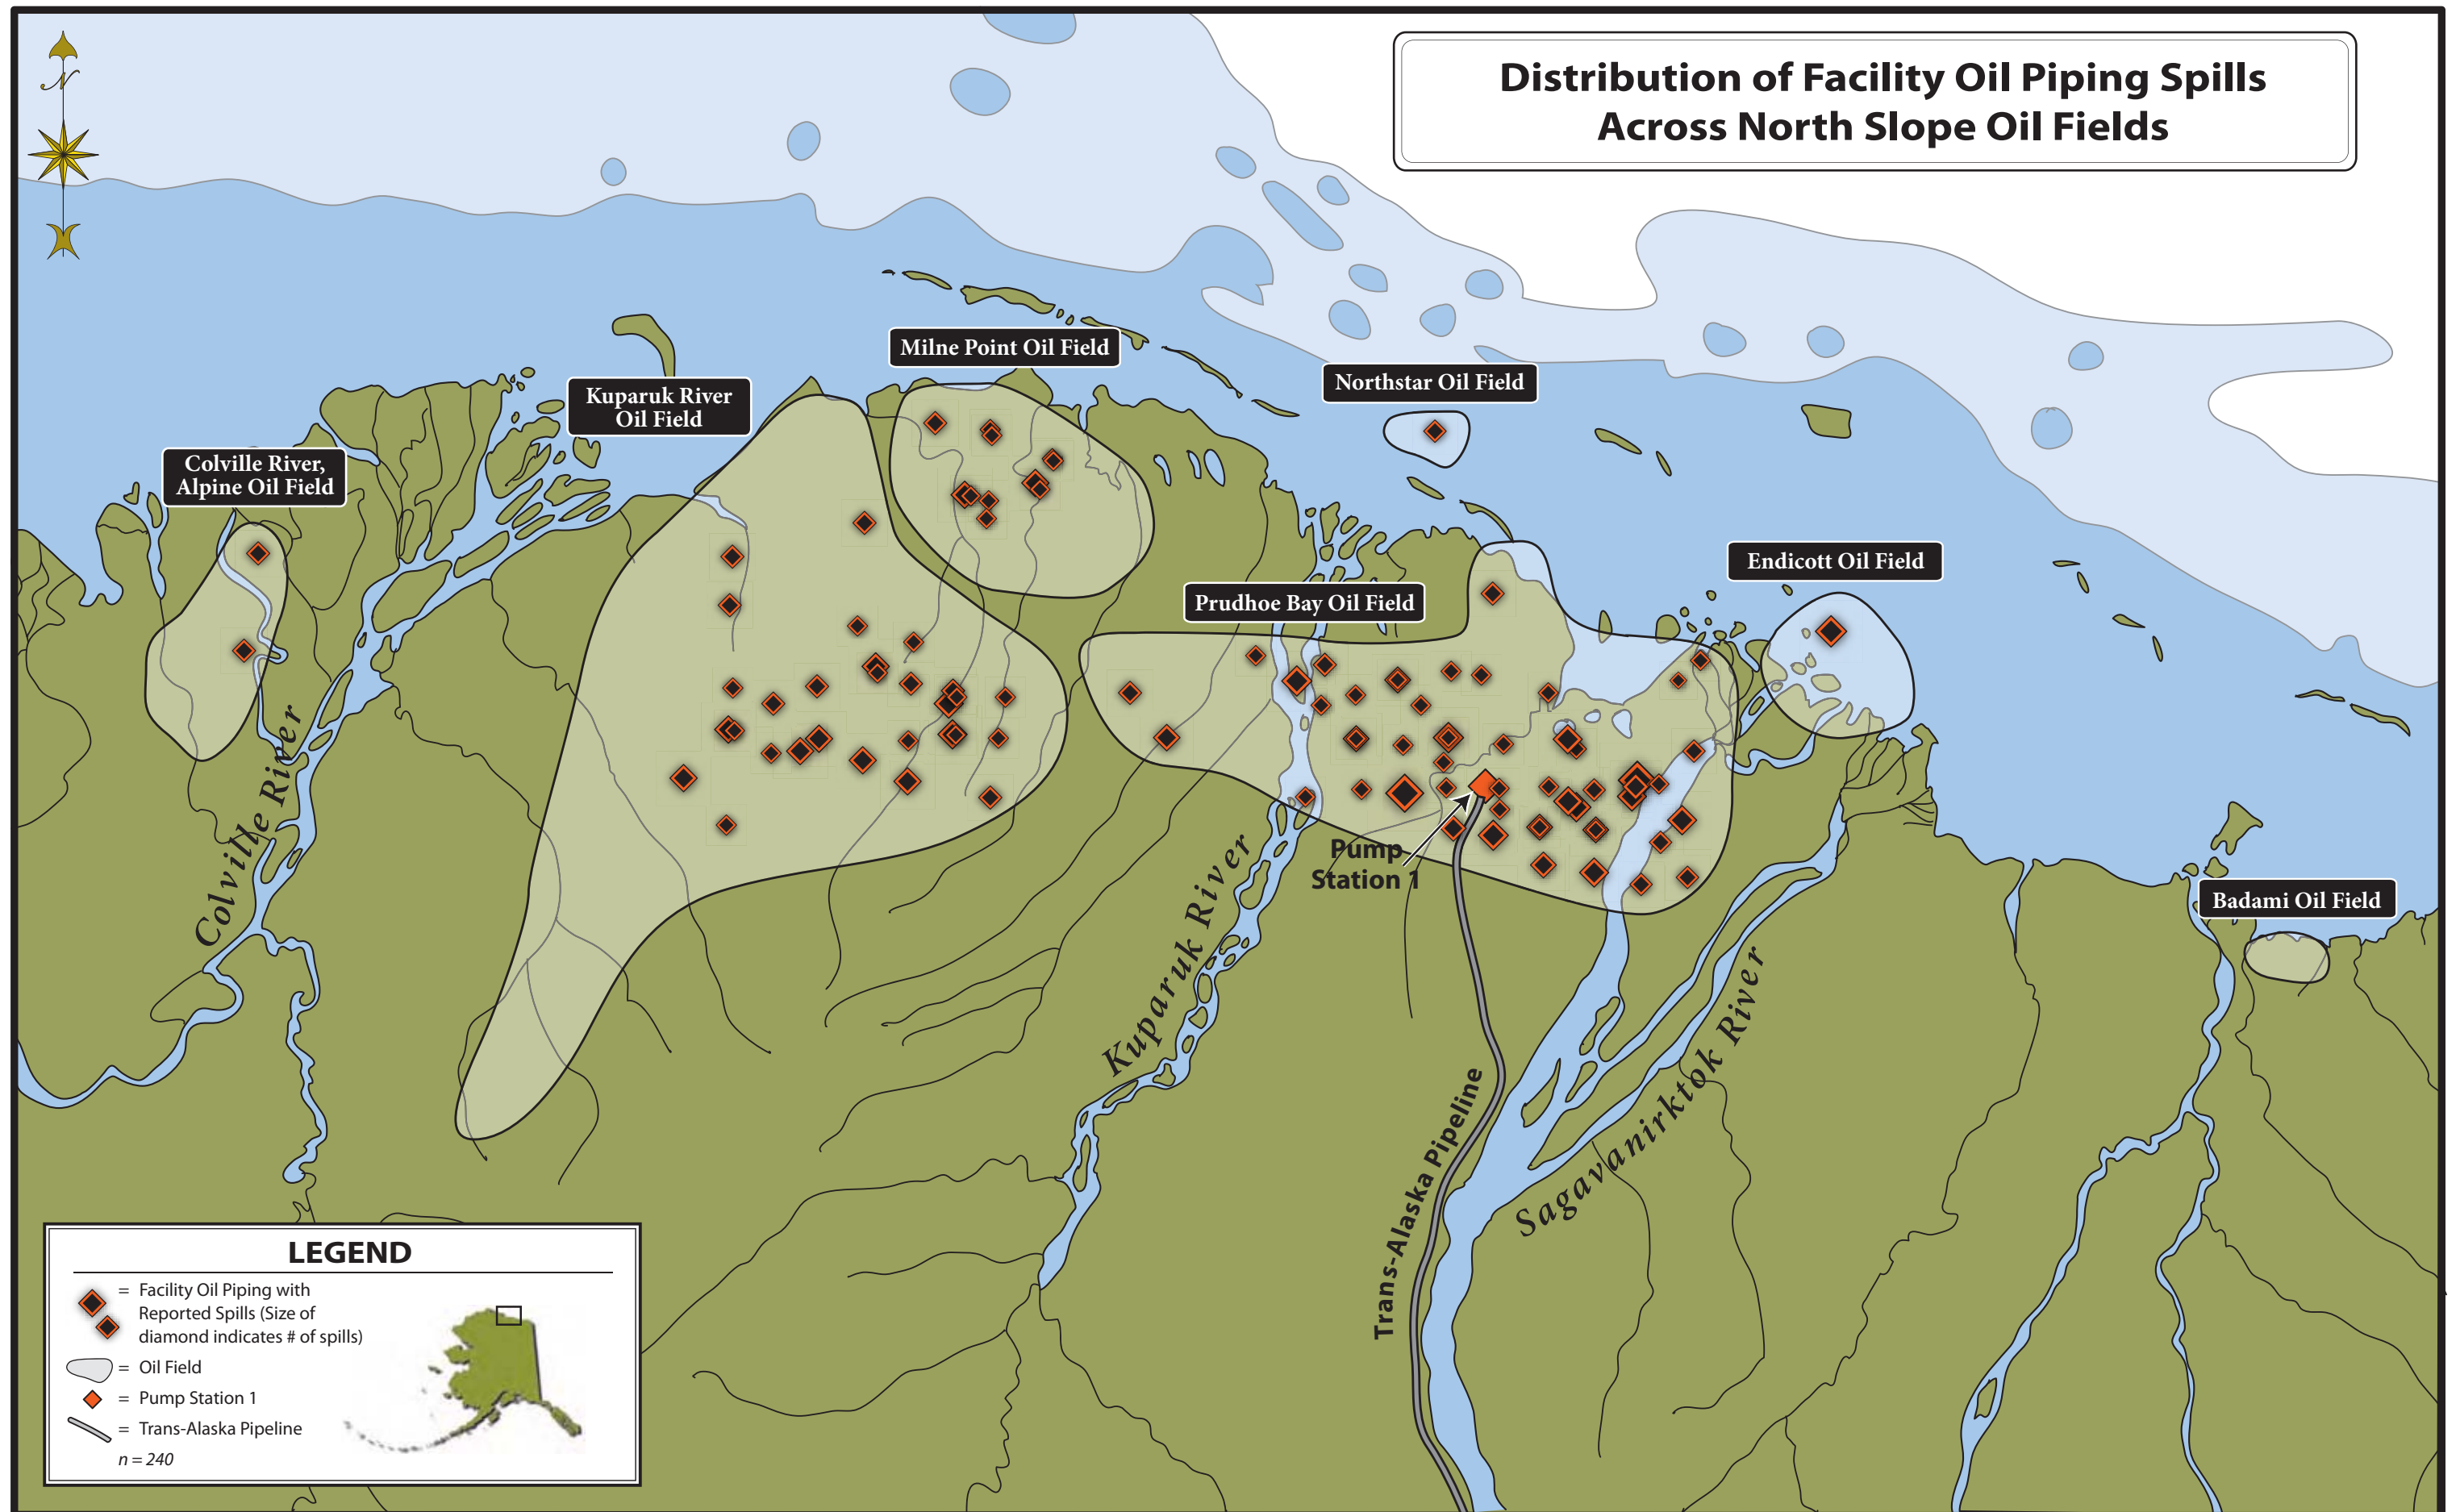 N
Distribution of Facility Oil Piping Spills
Across North Slope Oil Fields
Milne Point Oil Field
Northstar Oil Field
Kuparuk River
Oil Field
Colville River,
Alpine Oil Field
Endicott Oil Field
Prudhoe Bay Oil Field
Pump
Station 1
Badami Oil Field
Colville River
Kuparuk River
Sagavanirktok River
Trans-Alaska Pipeline
LEGEND
= Facility Oil Piping with
Reported Spills (Size of
diamond indicates # of spills)
= Oil Field
= Pump Station 1
= Trans-Alaska Pipeline
n = 240